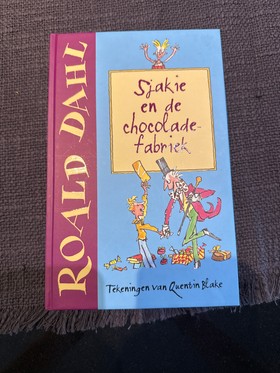 ROALD DAHL
Sjakie
en de
chocolade-
fabriek
Tekeningen van Quentin Blake